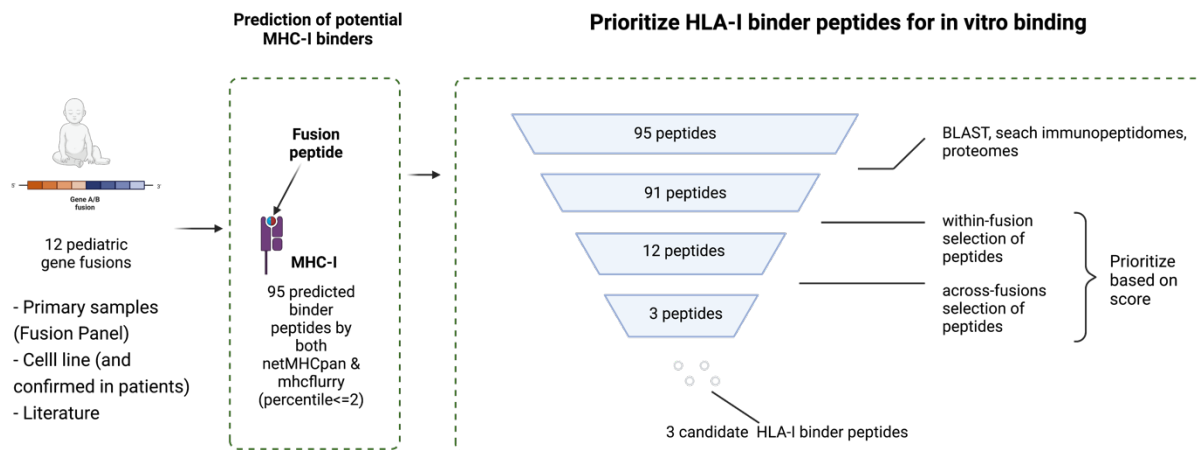 Prediction of potential
MHC-I binders
Prioritize HLA-I binder peptides for in vitro binding
5'
3'
Gene A/B
fusion
12 pediatric
gene fusions
- Primary samples
(Fusion Panel)
- Celll line (and
confirmed in patients)
- Literature
Fusion
peptide
MHC-I
95 predicted
binder
peptides by
both
netMHCpan &
mhcflurry
(percentile<=2)
95 peptides
91 peptides
12 peptides
3 peptides
BLAST, seach immunopeptidomes,
proteomes
within-fusion
selection of
peptides
across-fusions
selection of
peptides
Prioritize
based on
score
3 candidate HLA-I binder peptides